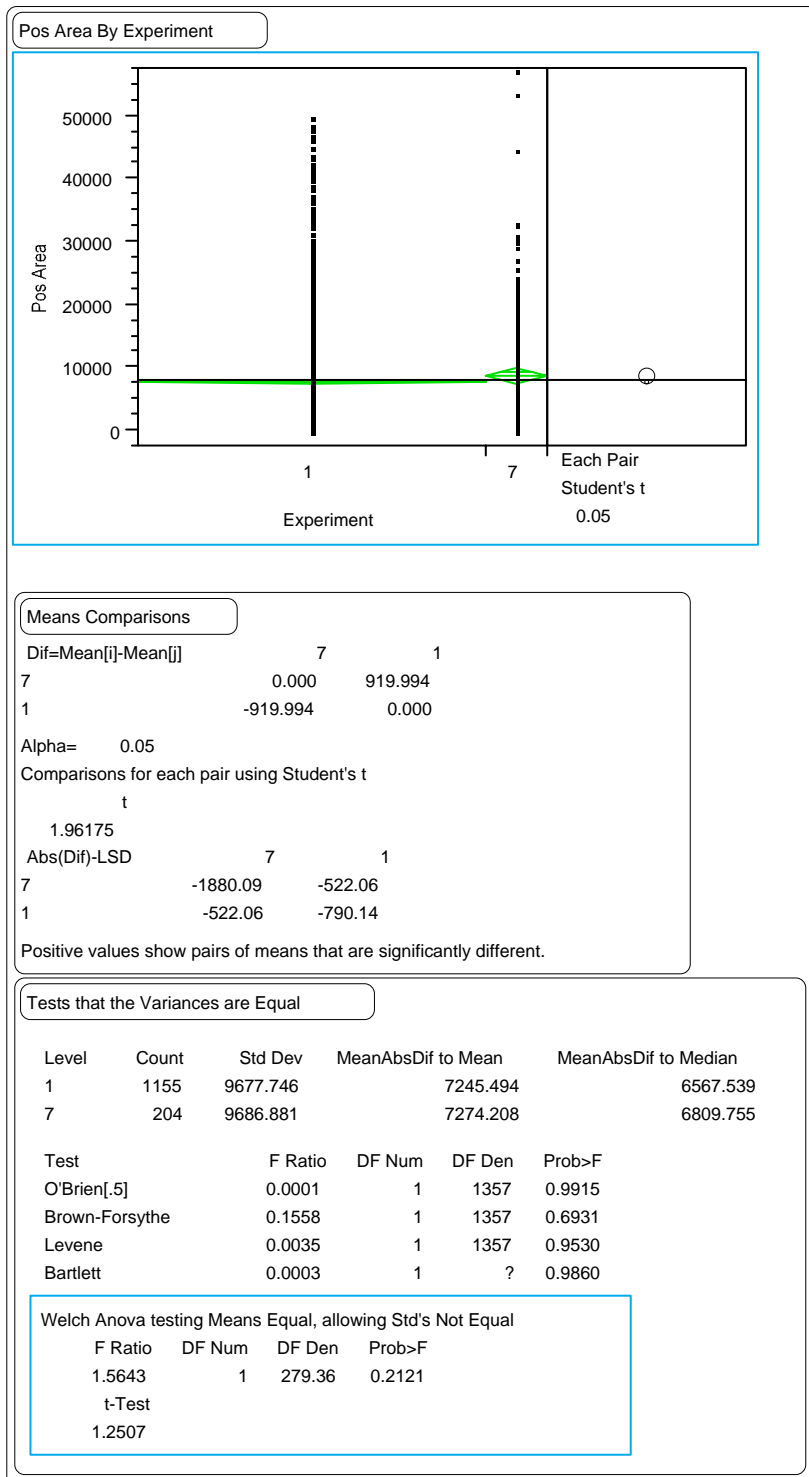 Pos Area By Experiment
50000
40000
30000
20000
10000
0
Pos Area
1
7
Experiment
Each Pair
Student's t
0.05
Means Comparisons
Dif=Mean[i]-Mean[j] 7 1
7 0.000 919.994
1 -919.994 0.000
Alpha= 0.05
Comparisons for each pair using Student's t
t
1.96175
Abs(Dif)-LSD 7 1
7 -1880.09 -522.06
1 -522.06 -790.14
Positive values show pairs of means that are significantly different.
Tests that the Variances are Equal
Level Count Std Dev MeanAbsDif to Mean MeanAbsDif to Median
1 1155 9677.746 7245.494 6567.539
7 204 9686.881 7274.208 6809.755
Test F Ratio DF Num DF Den Prob>F
O'Brien[.5] 0.0001 1 1357 0.9915
Brown-Forsythe 0.1558 1 1357 0.6931
Levene 0.0035 1 1357 0.9530
Bartlett 0.0003 1 ? 0.9860
Welch Anova testing Means Equal, allowing Std's Not Equal
F Ratio DF Num DF Den Prob>F
1.5643 1 279.36 0.2121
t-Test
1.2507